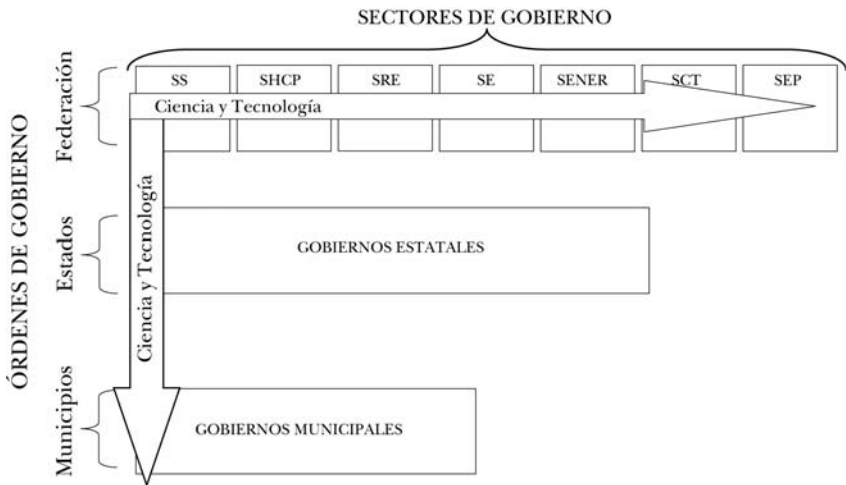 SECTORES DE GOBIERNO
ÓRDENES DE GOBIERNO
Federación
SS
SHCP
SRE
SE
SENER
SCT
SEP
Ciencia y Tecnología
Ciencia y Tecnología
Estados
GOBIERNOS ESTATALES
Municipios
GOBIERNOS MUNICIPALES